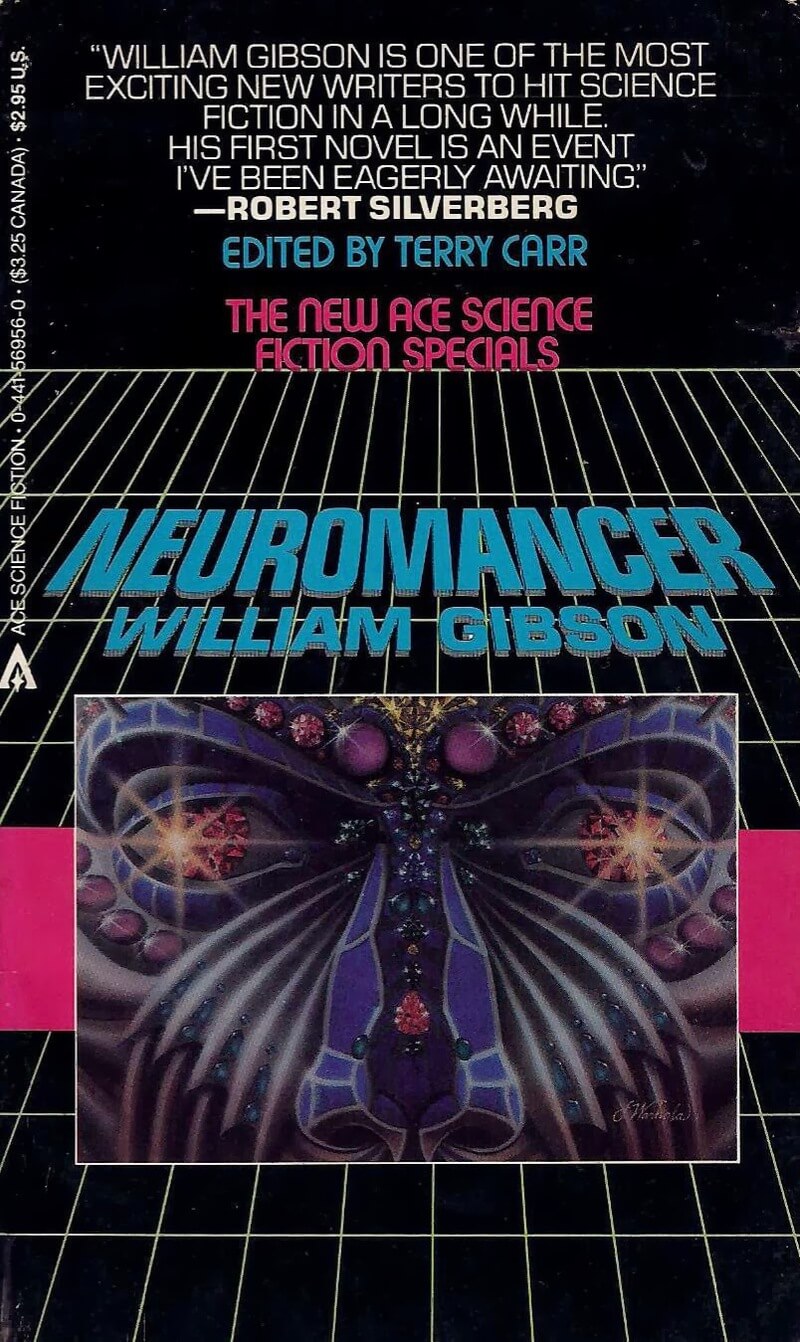 “WILLIAM GIBSON IS ONE OF THE MOST
EXCITING NEW WRITERS TO HIT SCIENCE
FICTION IN A LONG WHILE.
HIS FIRST NOVEL IS AN EVENT
I’VE BEEN EAGERLY AWAITING.”
—ROBERT SILVERBERG
EDITED BY TERRY CARR
THE NEW ACE SCIENCE
FICTION SPECIALS
ACE SCIENCE FICTION • 0-441-56956-0 • ($3.25 CANADA) • $2.95 U.S.
NEUROMANCER
WILLIAM GIBSON